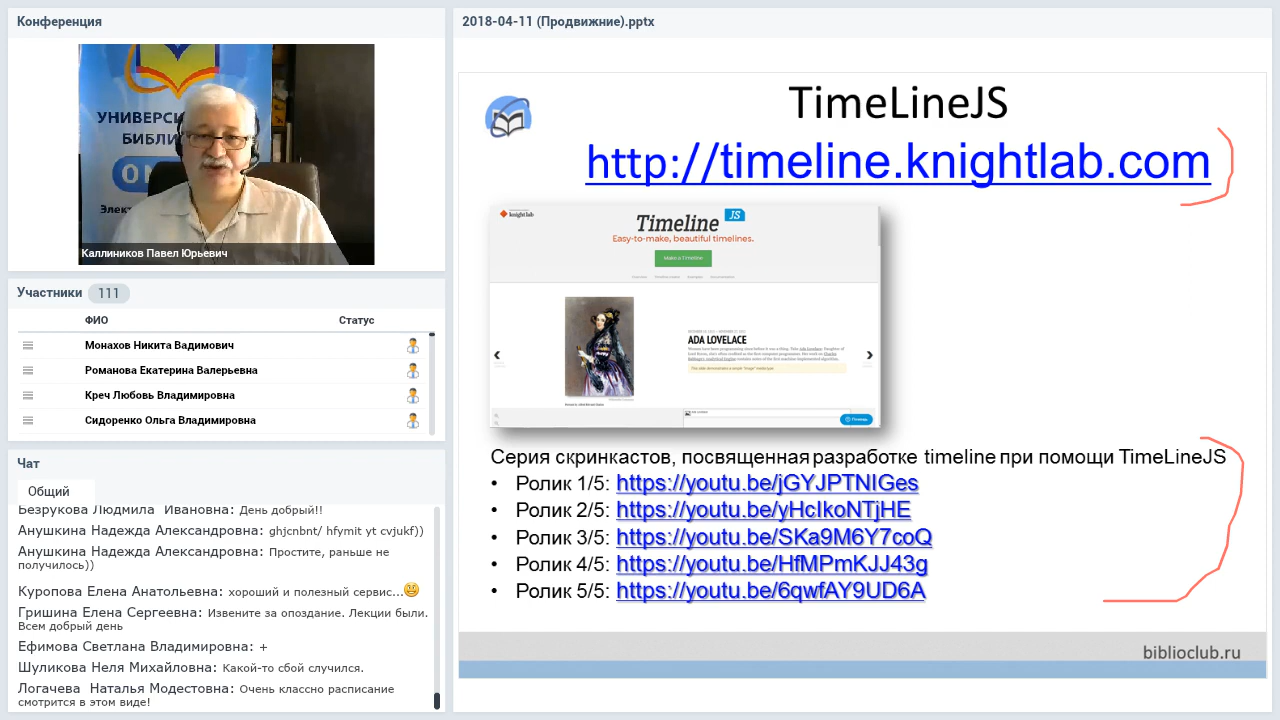 Конференция
УНИВЕРСИ
БИБЛИ
Каллиников Павел Юрьевич
Участники 111
ФИО Статус
Монахов Никита Вадимович
Романова Екатерина Валерьевна
Креч Любовь Владимировна
Сидоренко Ольга Владимировна
Чат
Общий
Безрукова Людмила Ивановна: День добрый!!
Анушкина Надежда Александровна: ghjcnbnt/ hfymit yt cvjukf))
Анушкина Надежда Александровна: Простите, раньше не
получилось))
Куропова Елена Анатольевна: хороший и полезный сервис...
Гришина Елена Сергеевна: Извените за опоздание. Лекции были.
Всем добрый день
Ефимова Светлана Владимировна: +
Шуликова Неля Михайловна: Какой-то сбой случился.
Логачева Наталья Модестовна: Очень классно расписание
смотрится в этом виде!
2018-04-11 (Продвижние).pptx
TimeLineJS
http://timeline.knightlab.com
knightlab
Timeline JS
Easy-to-make, beautiful timelines.
Make a Timeline
ADA LOVELACE
Серия скринкастов, посвященная разработке timeline при помощи TimeLineJS
• Ролик 1/5: https://youtu.be/jGYJPTNIGes
• Ролик 2/5: https://youtu.be/yHcIkoNTjHE
• Ролик 3/5: https://youtu.be/SKa9M6Y7coQ
• Ролик 4/5: https://youtu.be/HfMPmKJJ43g
• Ролик 5/5: https://youtu.be/6qwfAY9UD6A
biblioclub.ru